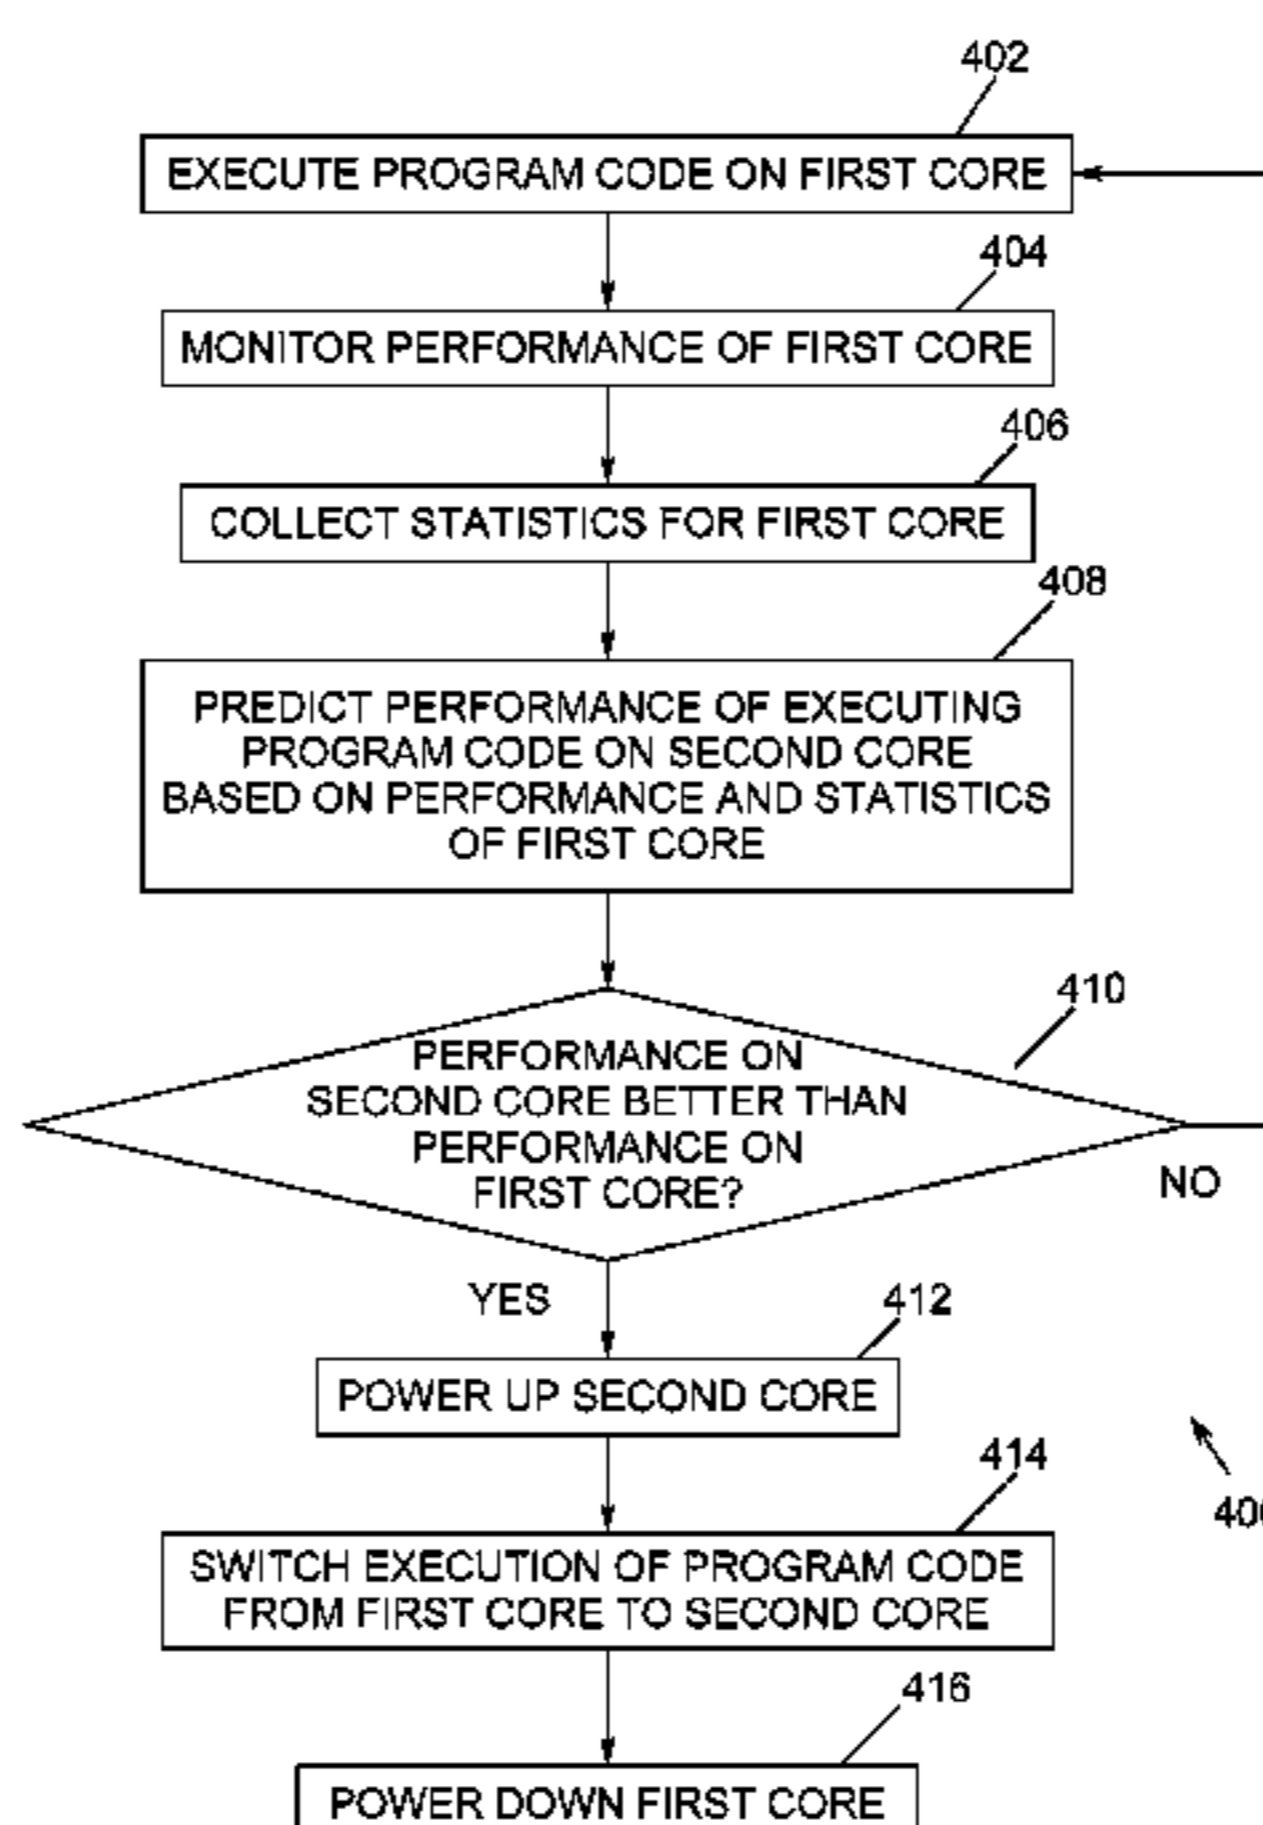 402
EXECUTE PROGRAM CODE ON FIRST CORE
404
MONITOR PERFORMANCE OF FIRST CORE
406
COLLECT STATISTICS FOR FIRST CORE
408
PREDICT PERFORMANCE OF EXECUTING
PROGRAM CODE ON SECOND CORE
BASED ON PERFORMANCE AND STATISTICS
OF FIRST CORE
410
PERFORMANCE ON
SECOND CORE BETTER THAN
PERFORMANCE ON
FIRST CORE?
NO
YES
412
POWER UP SECOND CORE
414
400
SWITCH EXECUTION OF PROGRAM CODE
FROM FIRST CORE TO SECOND CORE
416
POWER DOWN FIRST CORE